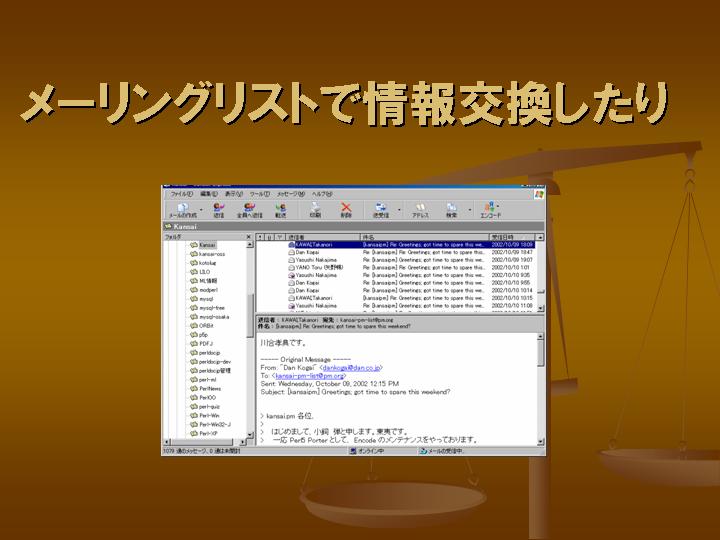 メーリングリストで情報交換したり
ファイル(F) 編集(E) 表示(V) ツール(T) メッセージ(M) ヘルプ(H)
メールの作成 返信 全員へ返信 転送 印刷 削除 送受信 アドレス 検索 エンコード
Kansai
フォルダ
Kansai
kansai-oss
kotolug
LILO
ML情報
modperl
mysql
mysql-free
mysql-osaka
ORBit
p5p
PDFJ
perldocjp
perldocjp-dev
perldocjp管理
perl-ml
PerlNews
Perl00
perl-quiz
Perl-Win
Perl-Win32-J
Perl-XP
送信者 件名 受信日時
KAWAI,Takanori [kansaipm] Re: Greetings; got time to spare this we... 2002/10/09 18:09
Dan Kogai Re: [kansaipm] Re: Greetings; got time to spare this we... 2002/10/09 18:47
Yasushi Nakajima Re: [kansaipm] Re: Greetings; got time to spare this we... 2002/10/09 19:07
YANO Toru Re: [kansaipm] Re: Greetings; got time to spare this we... 2002/10/10 1:01
Yasushi Nakajima Re: [kansaipm] Re: Greetings; got time to spare this we... 2002/10/10 9:35
Dan Kogai Re: [kansaipm] Re: Greetings; got time to spare this we... 2002/10/10 9:55
Dan Kogai Re: [kansaipm] Re: Greetings; got time to spare this we... 2002/10/10 10:14
KAWAI,Takanori [kansaipm] Re: [kansaipm] Re: Greetings; got time to sp... 2002/10/10
Yasushi Nakajima Re: [kansaipm] Re: Greetings; got time to spare this we... 2002/10/10
送信者: KAWAI,Takanori 宛先: kansai-pm-list@pm.org
件名: [kansaipm] Re: Greetings; got time to spare this weekend?
川合孝典です。
----- Original Message -----
From: "Dan Kogai" <dankogai@dan.co.jp>
To: <kansai-pm-list@pm.org>
Sent: Wednesday, October 09, 2002 12:15 PM
Subject: [kansaipm] Greetings; got time to spare this weekend?
> kansai.pm 各位、
>
> はじめまして、小飼 弾と申します。東夷です。
> 一応 Perl5 Porter として、 Encode のメンテナンスをやっております。
1079 通のメッセージ、0 通は未開封 オンライン中 メールの受信中..